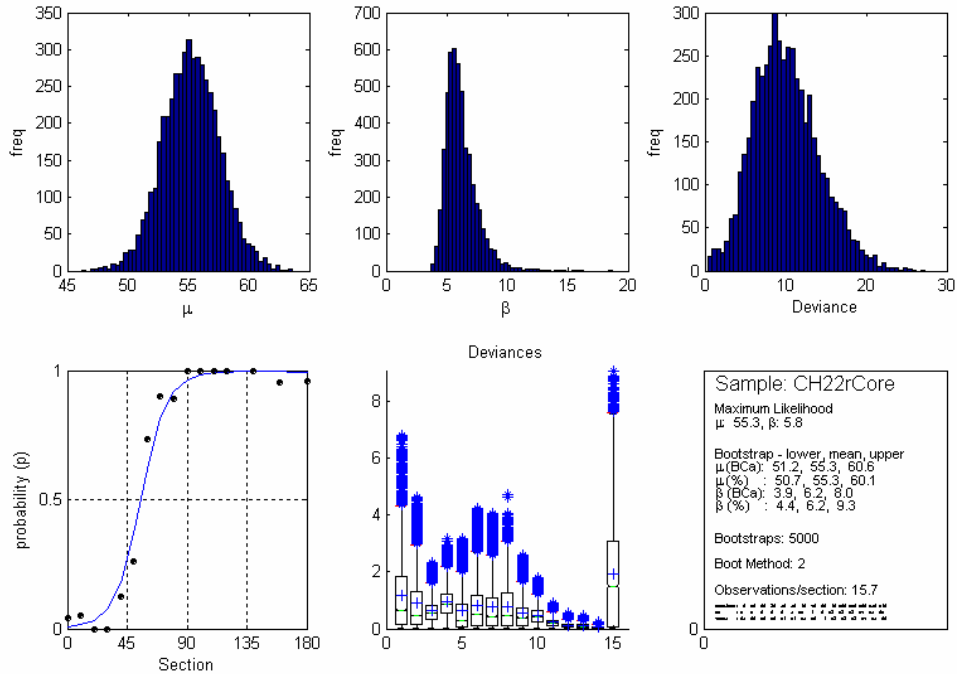 350
300
250
200
150
100
50
0
freq
45 50 55 60 65
μ
700
600
500
400
300
200
100
0
freq
0 5 10 15 20
β
300
250
200
150
100
50
0
freq
0 10 20 30
Deviance
1
0.5
0
probability (p)
0 45 90 135 180
Section
Deviances
8
6
4
2
0
0 5 10 15
0
Sample: CH22rCore
Maximum Likelihood
μ: 55.3, β: 5.8
Bootstrap - lower, mean, upper
μ(BCa): 51.2, 55.3, 60.6
μ(%) : 50.7, 55.3, 60.1
β(BCa): 3.9, 6.2, 8.0
β(%) : 4.4, 6.2, 9.3
Bootstraps: 5000
Boot Method: 2
Observations/section: 15.7